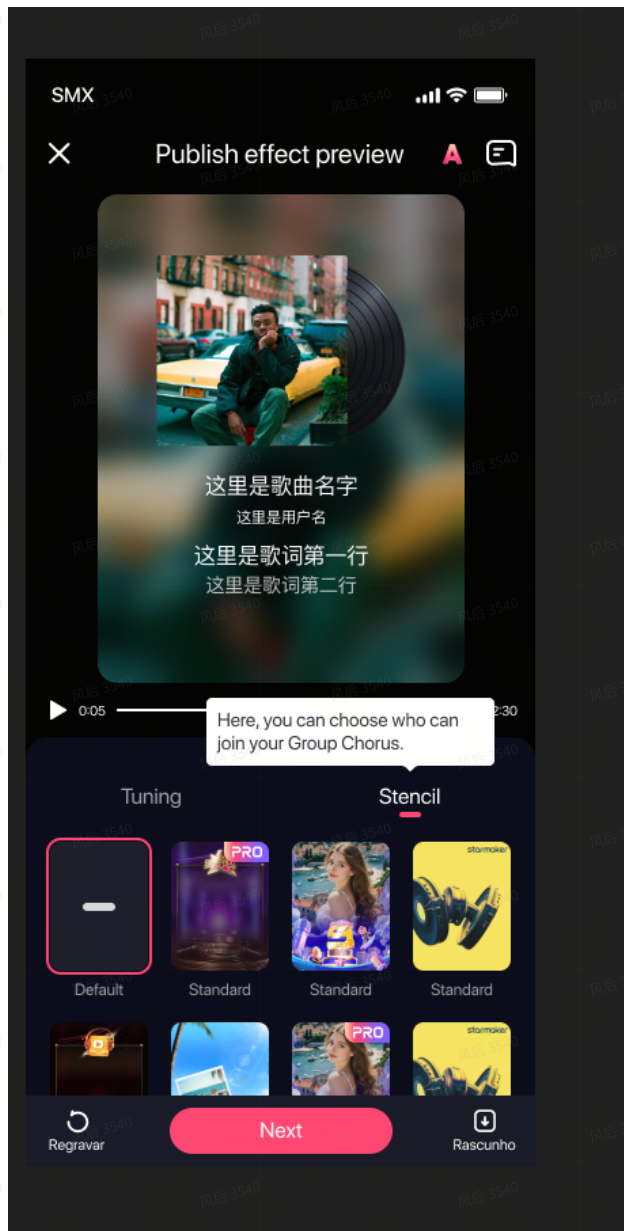 SMX
Publish effect preview
A
这里是歌曲名字
这里是用户名
这里是歌词第一行
这里是歌词第二行
0:05
2:30
Here, you can choose who can
join your Group Chorus.
Tuning
Stencil
PRO
starmaker
Default
Standard
Standard
Standard
PRO
starmaker
Regravar
Next
Rascunho
风后 3540